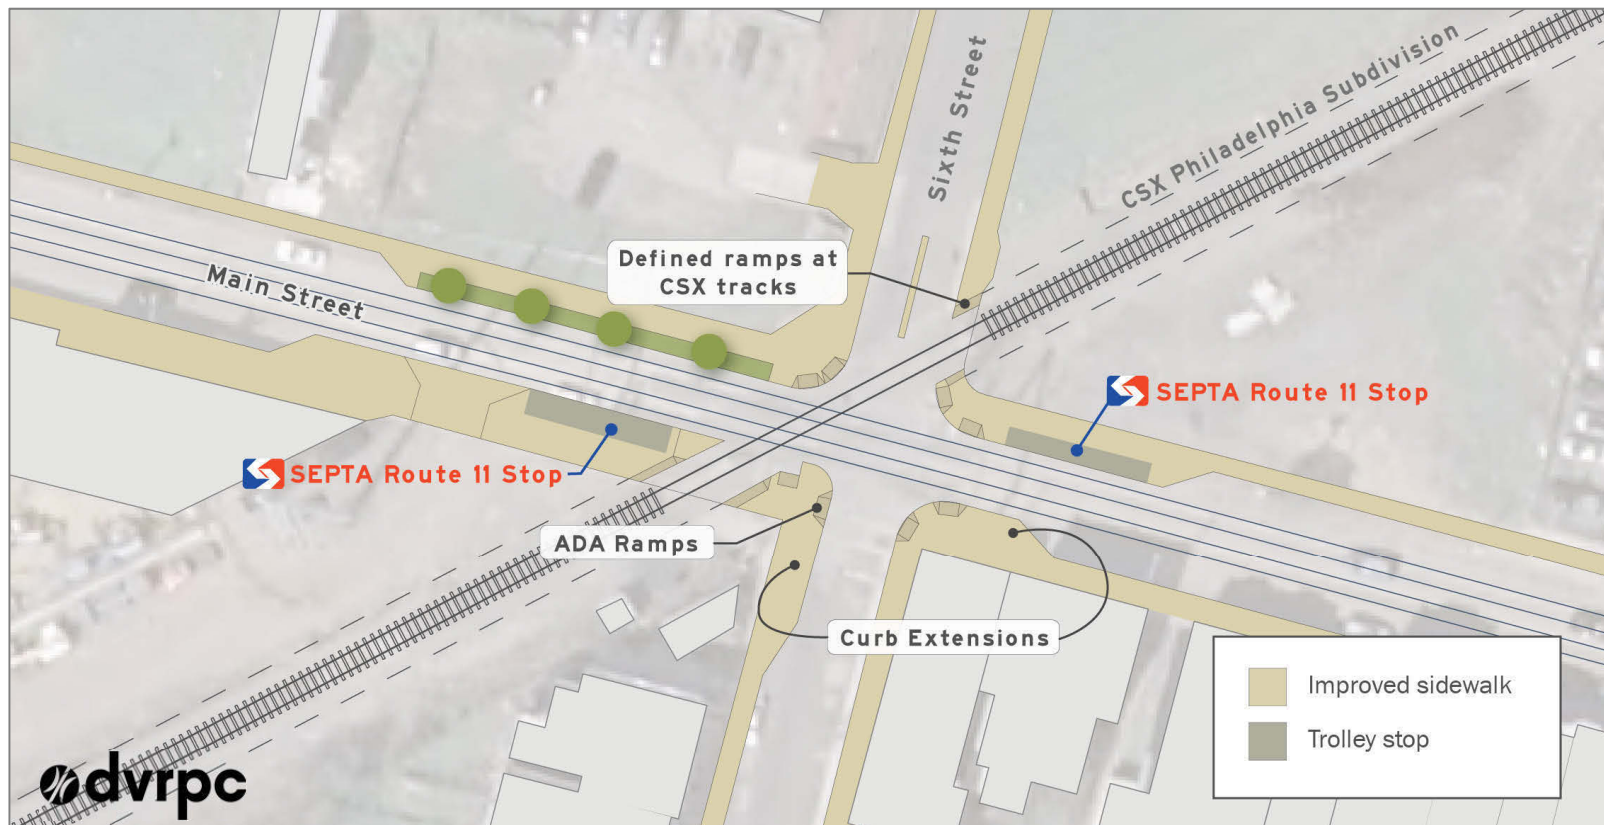 Sixth Street
CSX Philadelphia Subdivision
Defined ramps at
CSX tracks
Main Street
SEPTA Route 11 Stop
SEPTA Route 11 Stop
ADA Ramps
Curb Extensions
Improved sidewalk
Trolley stop
dvrpc